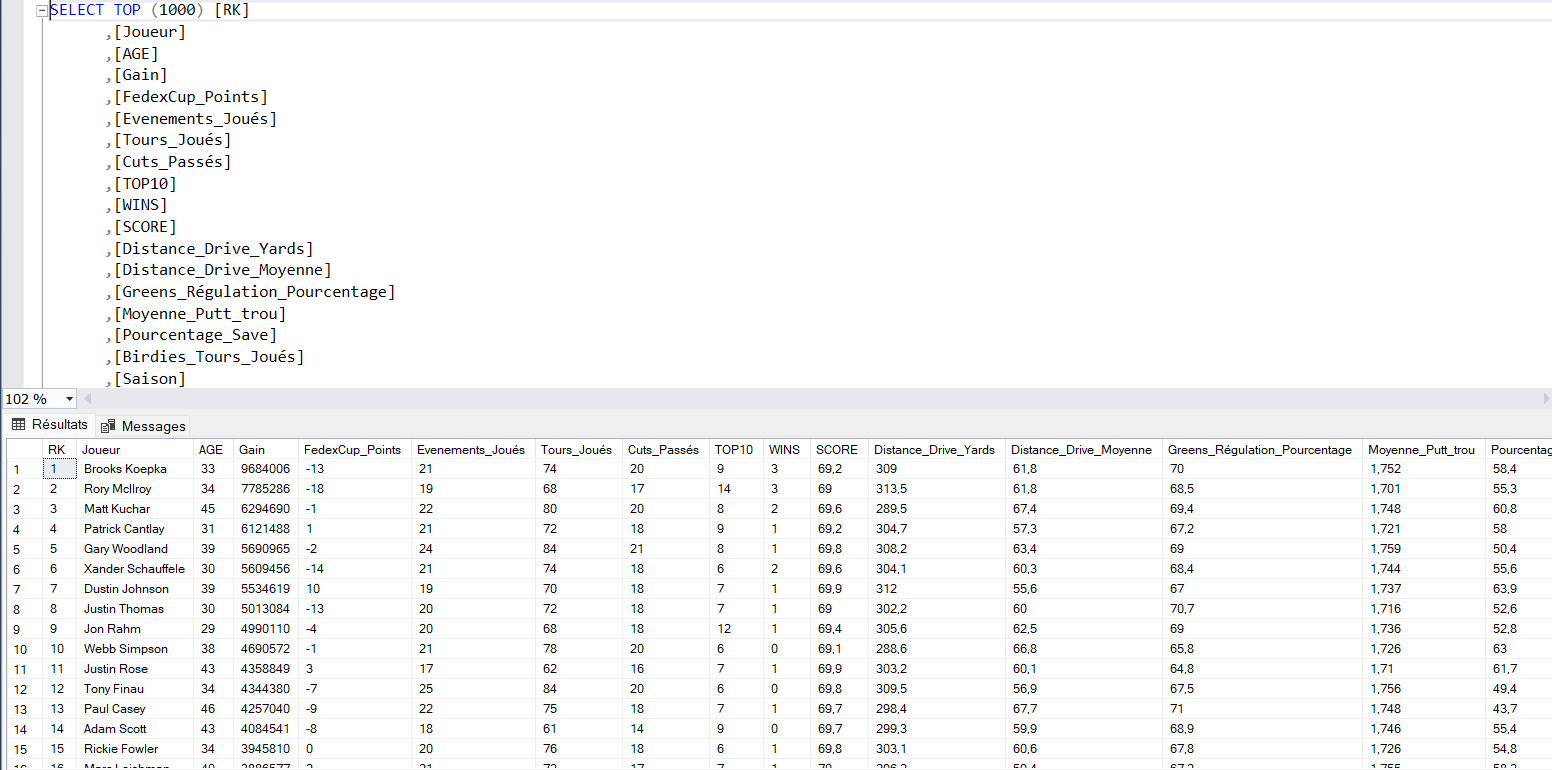 SELECT TOP (1000) [RK]
,[Joueur]
,[AGE]
,[Gain]
,[FedexCup_Points]
,[Evenements_Joués]
,[Tours_Joués]
,[Cuts_Passés]
,[TOP10]
,[WINS]
,[SCORE]
,[Distance_Drive_Yards]
,[Distance_Drive_Moyenne]
,[Greens_Régulation_Pourcentage]
,[Moyenne_Putt_trou]
,[Pourcentage_Save]
,[Birdies_Tours_Joués]
,[Saison]
102 %
Résultats Messages
RK Joueur AGE Gain FedexCup_Points Evenements_Joués Tours_Joués Cuts_Passés TOP10 WINS SCORE Distance_Drive_Yards Distance_Drive_Moyenne Greens_Régulation_Pourcentage Moyenne_Putt_trou Pourcentag
1 1 Brooks Koepka 33 9684006 -13 21 74 20 9 3 69,2 309 61,8 70 1,752 58,4
2 2 Rory McIlroy 34 7785286 -18 19 68 17 14 3 69 313,5 61,8 68,5 1,701 55,3
3 3 Matt Kuchar 45 6294690 -1 22 80 20 8 2 69,6 289,5 67,4 69,4 1,748 60,8
4 4 Patrick Cantlay 31 6121488 1 21 72 18 9 1 69,2 304,7 57,3 67,2 1,721 58
5 5 Gary Woodland 39 5690965 -2 24 84 21 8 1 69,8 308,2 63,4 69 1,759 50,4
6 6 Xander Schauffele 30 5609456 -14 21 74 18 6 2 69,6 304,1 60,3 68,4 1,744 55,6
7 7 Dustin Johnson 39 5534619 10 19 70 18 7 1 69,9 312 55,6 67 1,737 63,9
8 8 Justin Thomas 30 5013084 -13 20 72 18 7 1 69 302,2 60 70,7 1,716 52,6
9 9 Jon Rahm 29 4990110 -4 20 68 18 12 1 69,4 305,6 62,5 69 1,736 52,8
10 10 Webb Simpson 38 4690572 -1 21 78 20 6 0 69,1 288,6 66,8 65,8 1,726 63
11 11 Justin Rose 43 4358849 3 17 62 16 7 1 69,9 303,2 60,1 64,8 1,71 61,7
12 12 Tony Finau 34 4344380 -7 25 84 20 6 0 69,8 309,5 56,9 67,5 1,756 49,4
13 13 Paul Casey 46 4257040 -9 22 75 18 7 1 69,7 298,4 67,7 71 1,748 43,7
14 14 Adam Scott 43 4084541 -8 18 61 14 9 0 69,7 299,3 59,9 68,9 1,746 55,4
15 15 Rickie Fowler 34 3945810 0 20 76 18 6 1 69,8 303,1 60,6 67,8 1,726 54,8